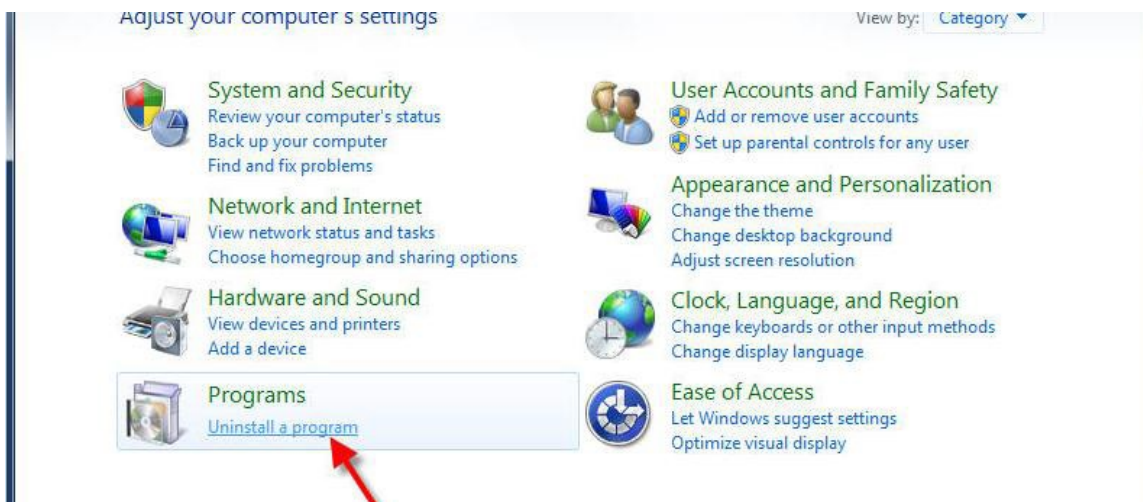 Adjust your computer's settings
View by: Category
System and Security
Review your computer's status
Back up your computer
Find and fix problems
Network and Internet
View network status and tasks
Choose homegroup and sharing options
Hardware and Sound
View devices and printers
Add a device
Programs
Uninstall a program
User Accounts and Family Safety
Add or remove user accounts
Set up parental controls for any user
Appearance and Personalization
Change the theme
Change desktop background
Adjust screen resolution
Clock, Language, and Region
Change keyboards or other input methods
Change display language
Ease of Access
Let Windows suggest settings
Optimize visual display